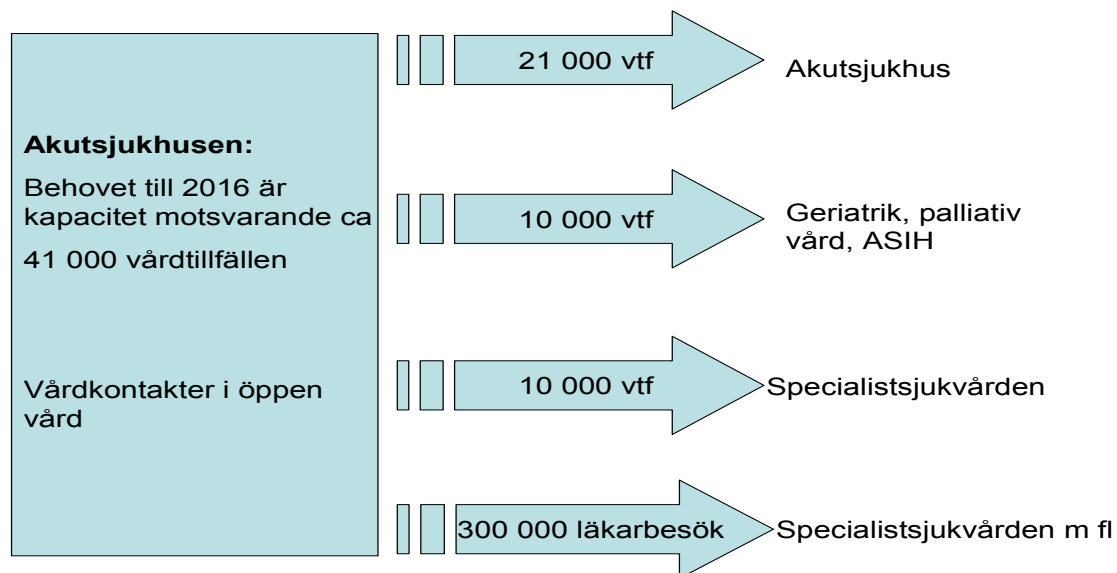 Akutsjukhusen:
Behovet till 2016 är
kapacitet motsvarande ca
41 000 vårdtillfällen
Vårdkontakter i öppen
vård
21 000 vtf
Akutsjukhus
10 000 vtf
Geriatrik, palliativ
vård, ASIH
10 000 vtf
Specialistsjukvården
300 000 läkarbesök
Specialistsjukvården m fl